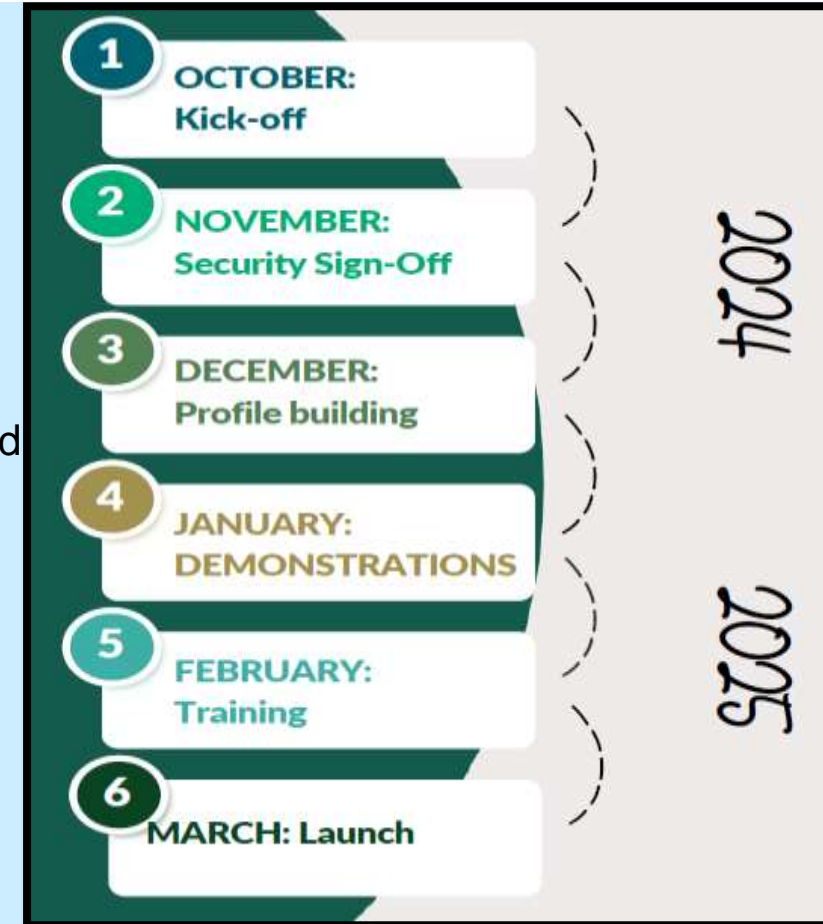 1
OCTOBER:
Kick-off
2
NOVEMBER:
Security Sign-Off
3
DECEMBER:
Profile building
d
4
JANUARY:
DEMONSTRATIONS
5
FEBRUARY:
Training
6
MARCH: Launch
2024
2025